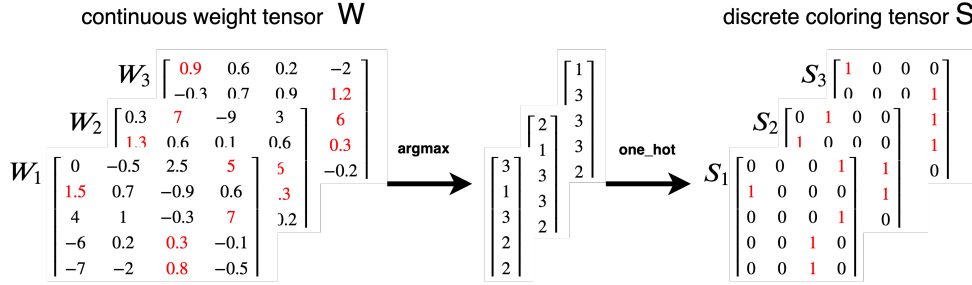 continuous weight tensor W
discrete coloring tensor S
W3
0.9 0.6 0.2 −2
−0.3 0.7 0.9 1.2
6
0.3
−0.2
W2
0.3 7 −9 3
1.3 0.6 0.1 0.6
0.2
W1
0 −0.5 2.5 5
1.5 0.7 −0.9 0.6
4 1 −0.3 7
−6 0.2 0.3 −0.1
−7 −2 0.8 −0.5
argmax
1
3
3
3
2
2
1
3
3
2
3
1
3
2
2
one_hot
S3
1 0 0 0
0 0 0 1
1
1
0
S2
0 1 0 0
1 0 0 0
1
1
0
S1
0 0 0 1
1 0 0 0
0 0 0 1
0 0 1 0
0 0 1 0